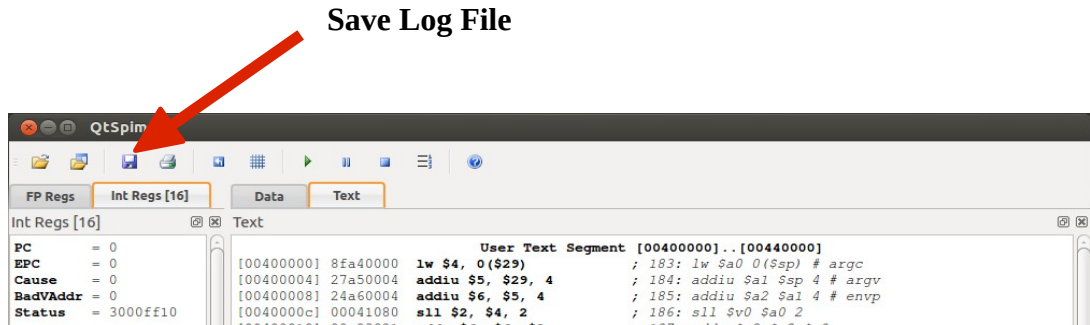 Save Log File
QtSpim
FP Regs Int Regs [16] Data Text
Int Regs [16] Text
PC = 0 User Text Segment [00400000]..[00440000]
EPC = 0 [00400000] 8fa40000 lw $4, 0($29) ; 183: lw $a0 0($sp) # argc
Cause = 0 [00400004] 27a50004 addiu $5, $29, 4 ; 184: addiu $a1 $sp 4 # argv
BadVAddr = 0 [00400008] 24a60004 addiu $6, $5, 4 ; 185: addiu $a2 $a1 4 # envp
Status = 3000ff10 [0040000c] 00041080 sll $2, $4, 2 ; 186: sll $v0 $a0 2